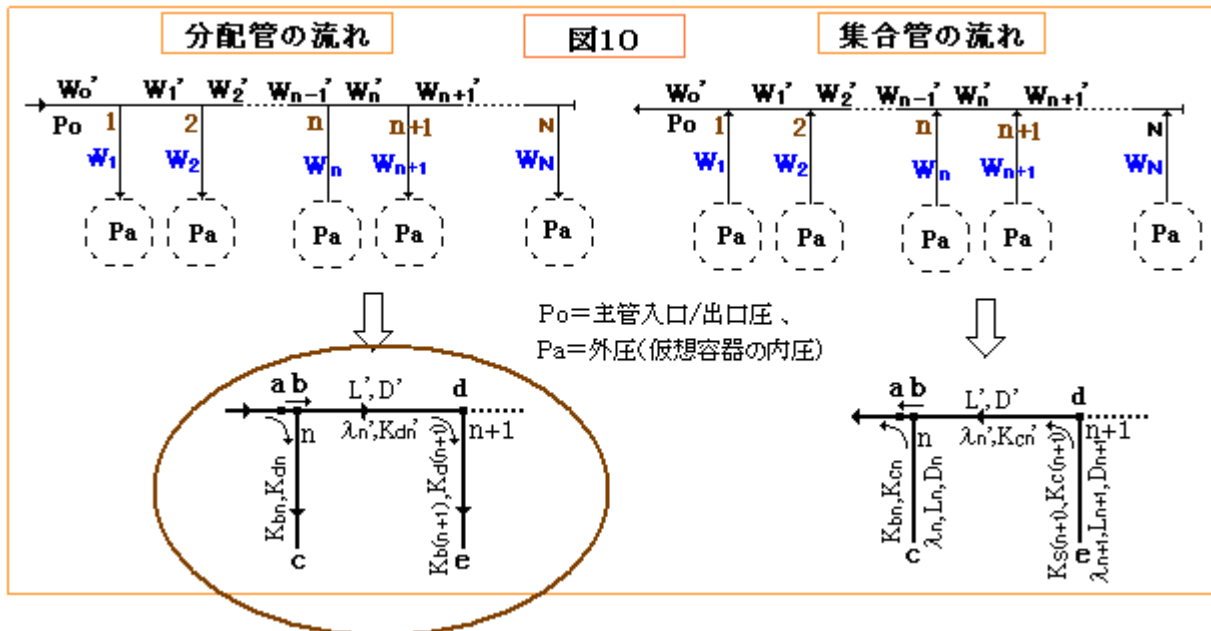 分配管の流れ
図10
集合管の流れ
Wo' W1' W2' Wn-1' Wn' Wn+1'
Po 1 2 n n+1 N
W1 W2 Wn Wn+1 WN
Pa Pa Pa Pa Pa
Wo' W1' W2' Wn-1' Wn' Wn+1'
Po 1 2 n n+1 N
W1 W2 Wn Wn+1 WN
Pa Pa Pa Pa Pa
Po=主管入口/出口圧、
Pa=外圧(仮想容器の内圧)
a b L',D' d
n λn',Kdn' n+1
Kbn,Kdn
Kb(n+1),Kd(n+1)
c e
a b L',D' d
n λn',Kcn' n+1
Kbn,Kcn
λn,Ln,Dn
Ks(n+1),Kc(n+1)
λn+1,Ln+1,Dn+1
c e